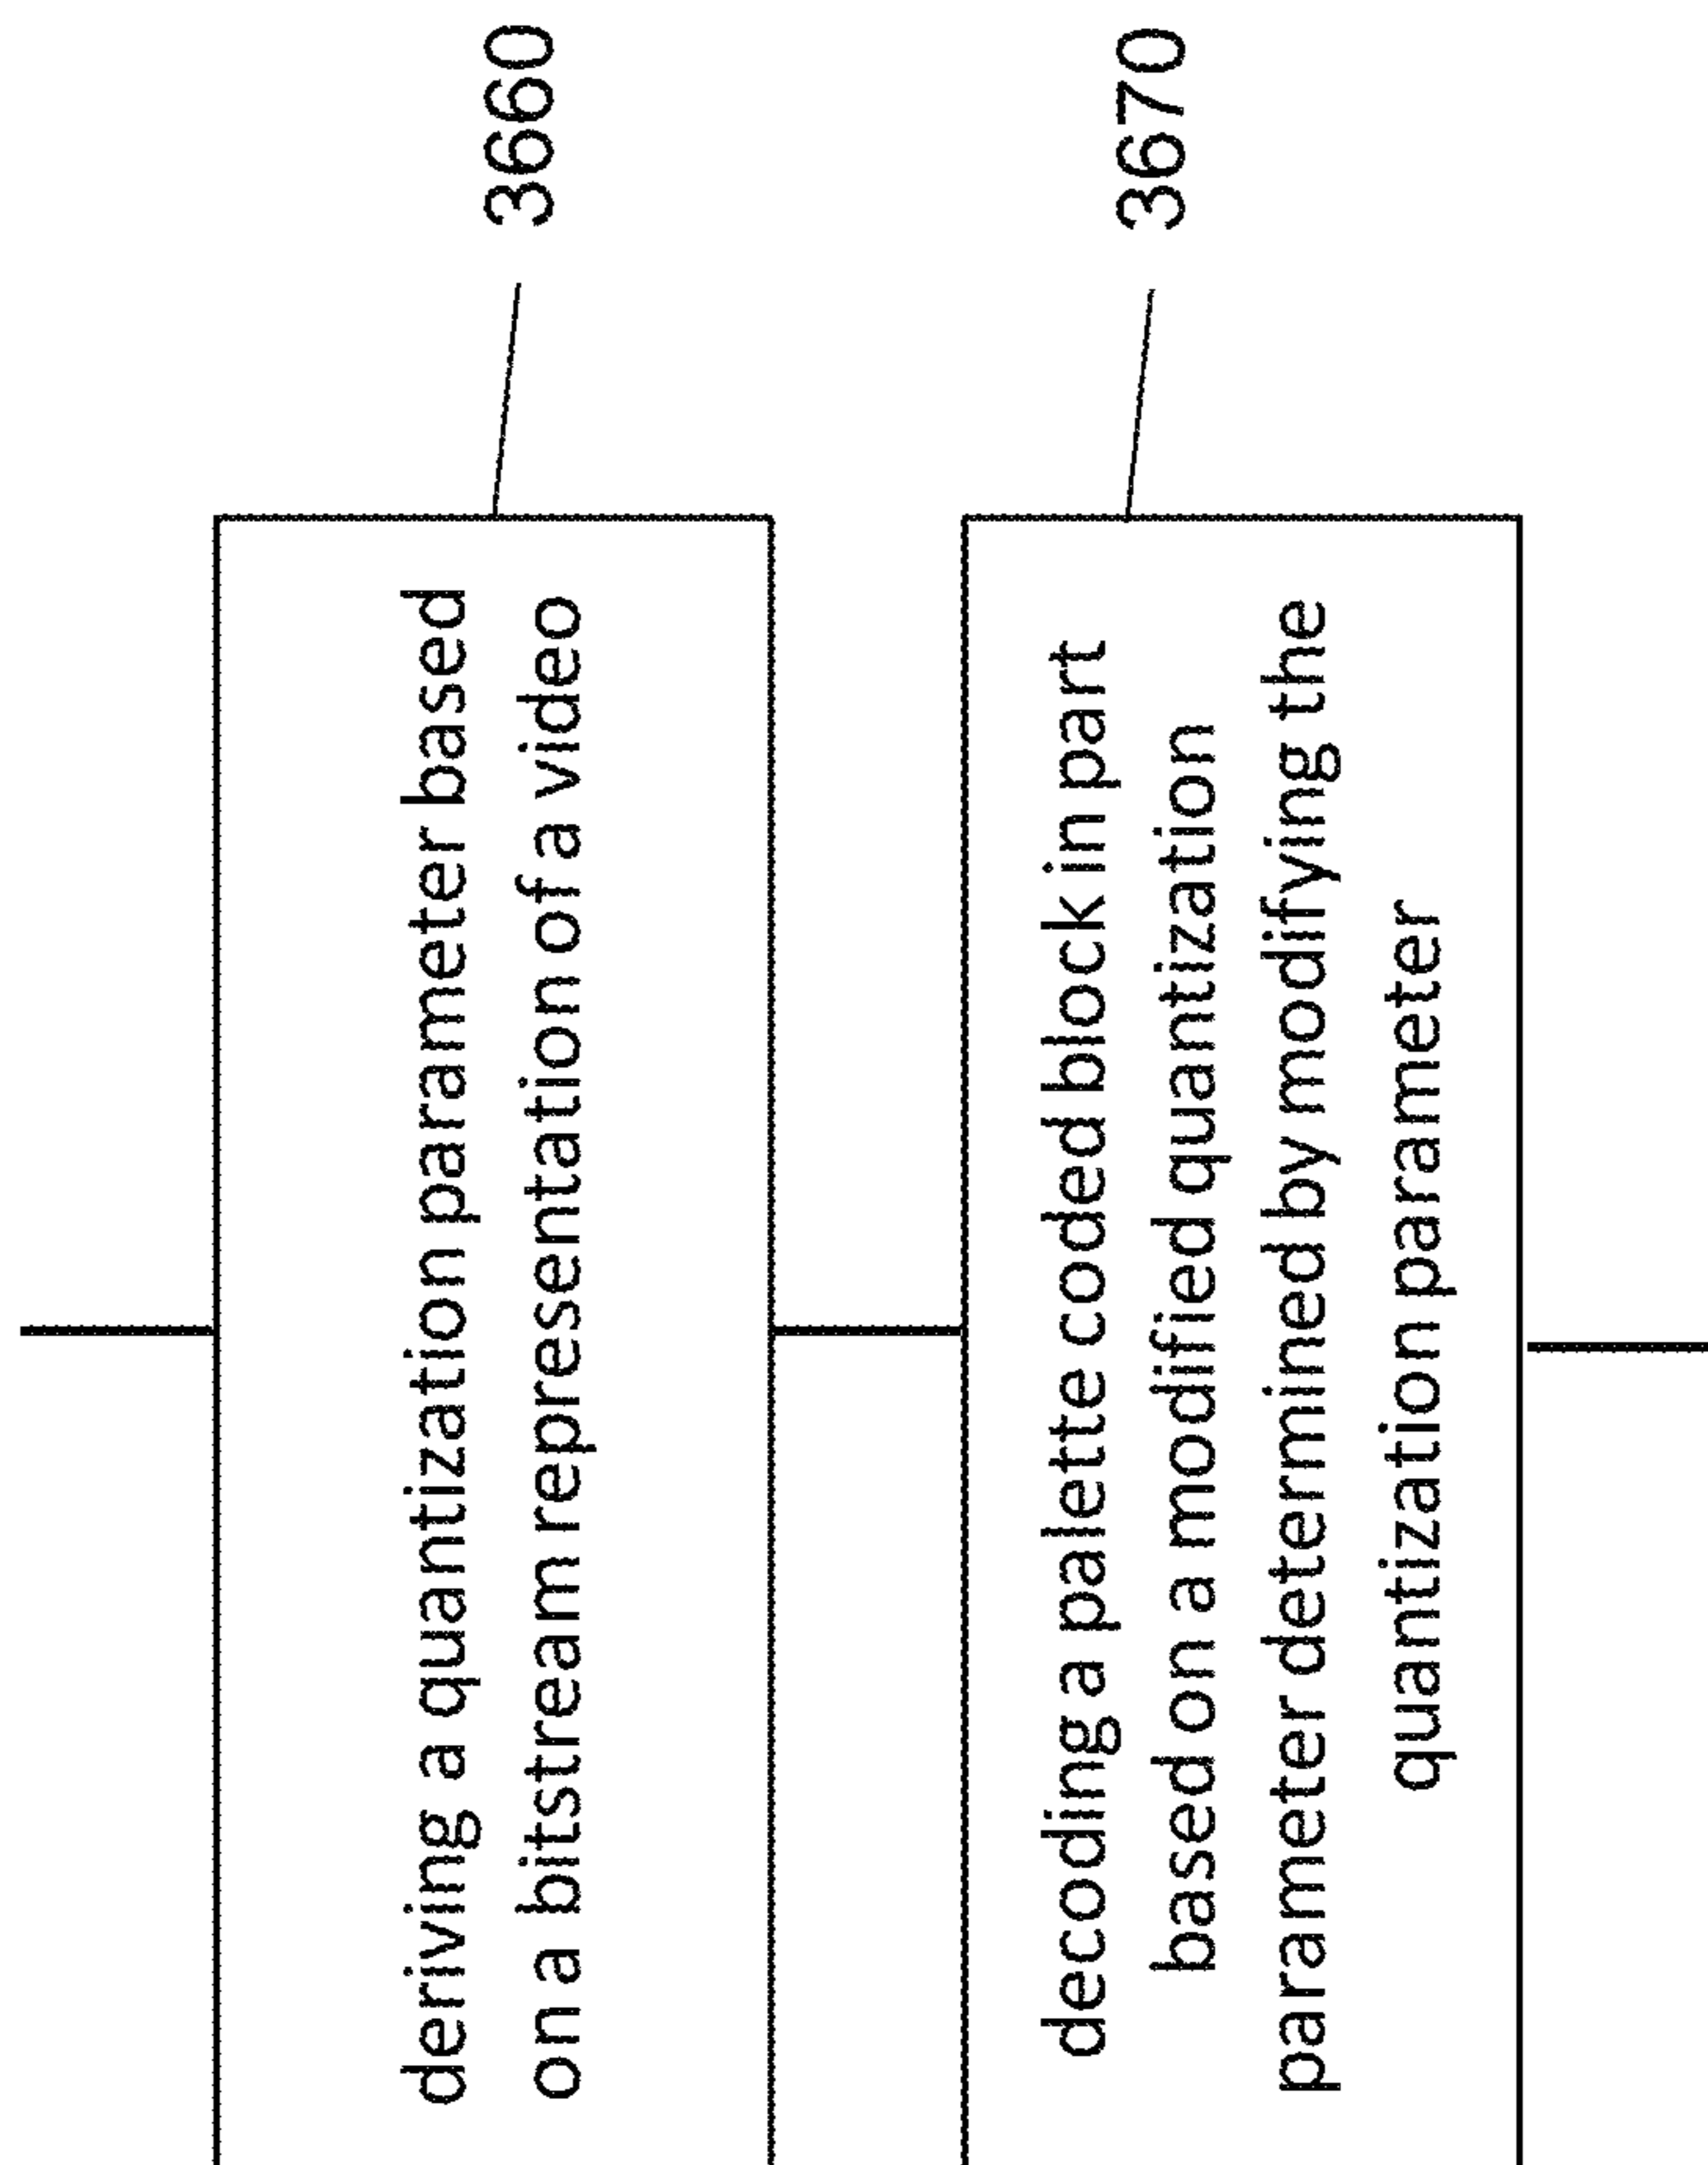 deriving a quantization parameter based
on a bitstream representation of a video
3660
decoding a palette coded block in part
based on a modified quantization
parameter determined by modifying the
quantization parameter
3670